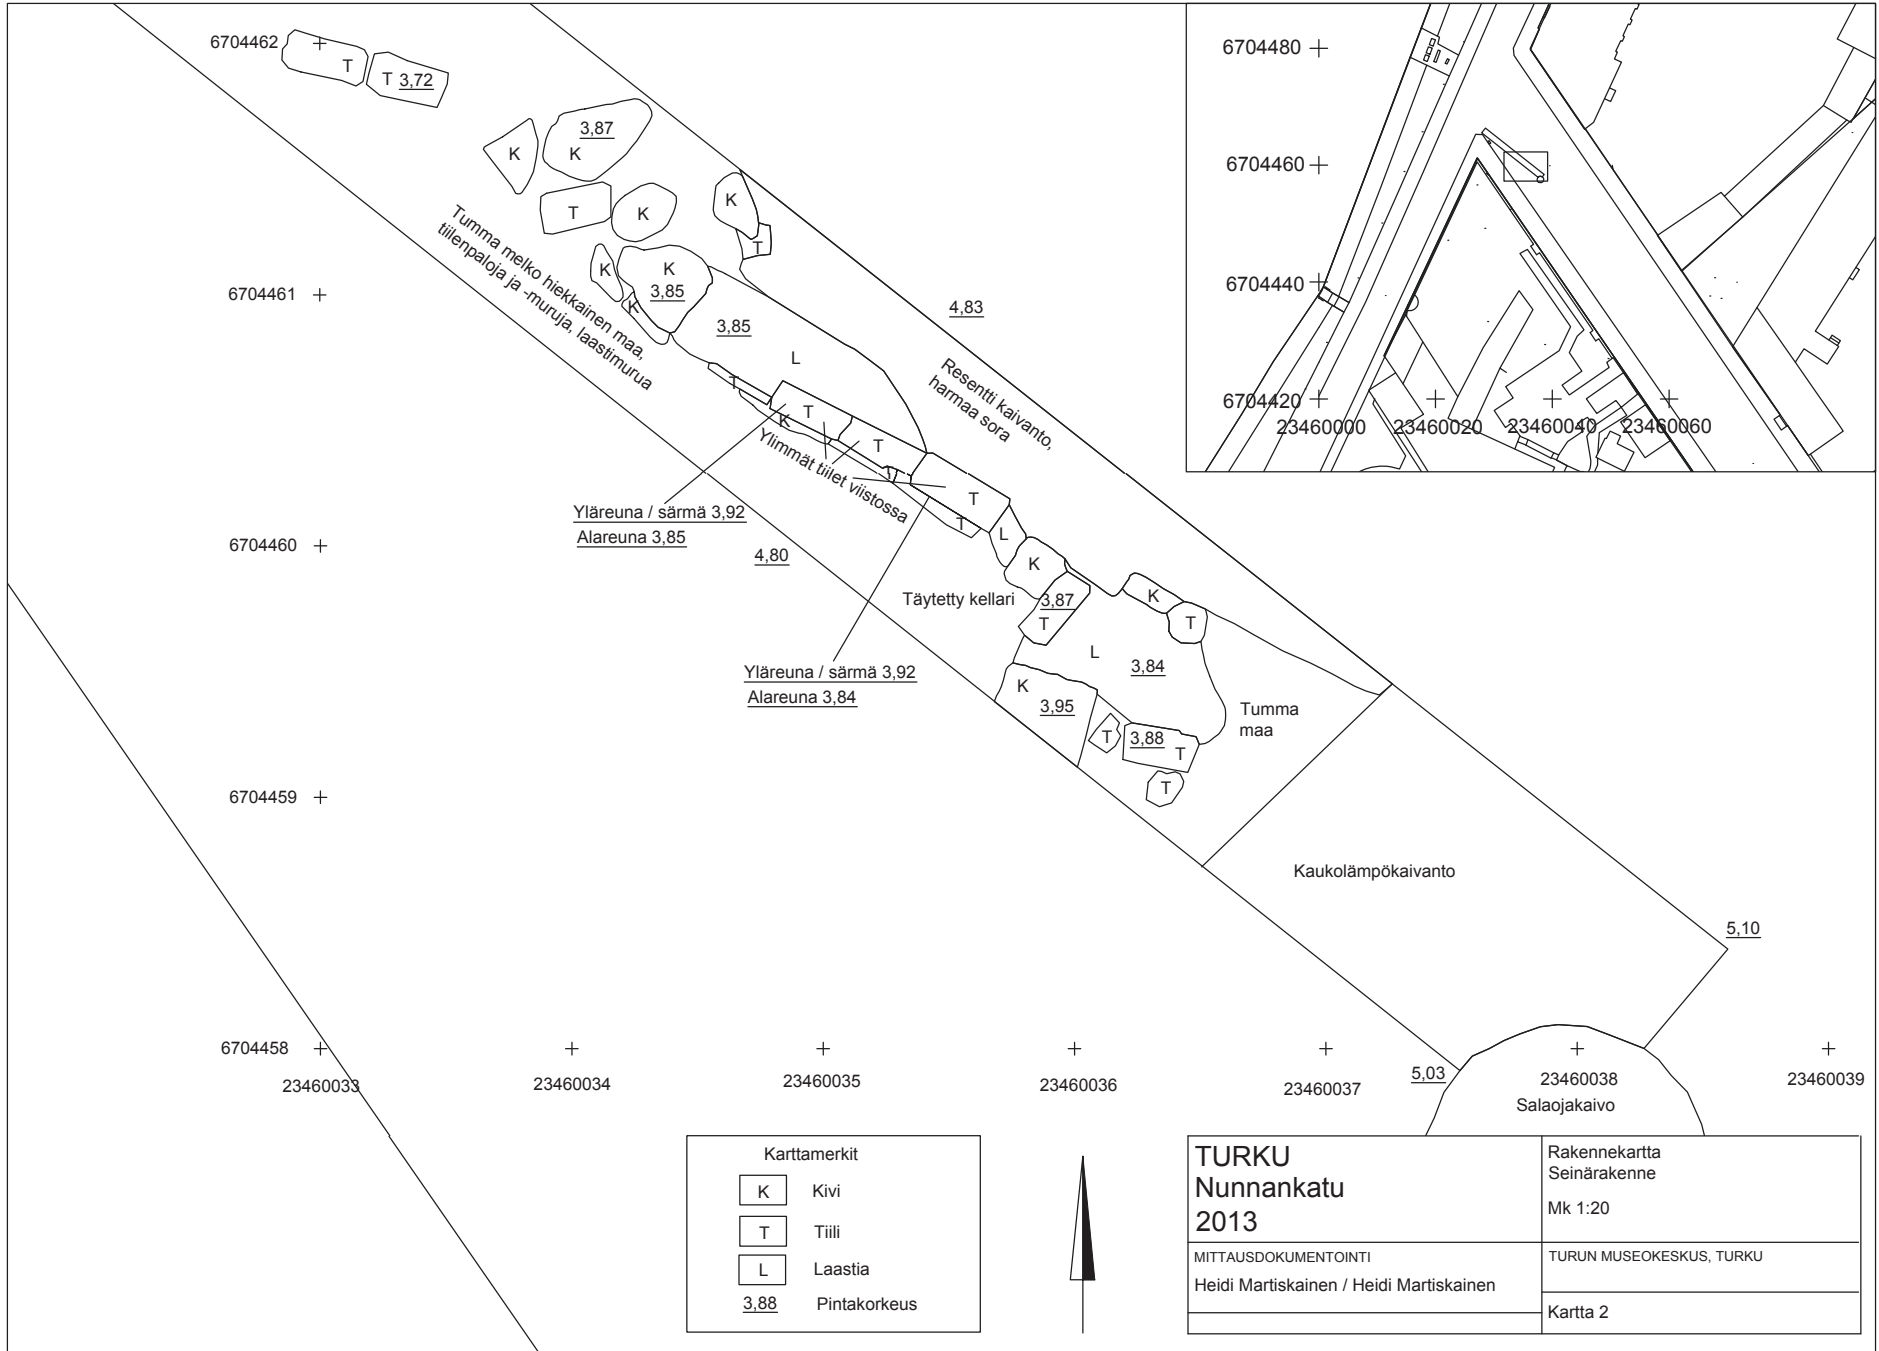 6704462
T
T 3,72
3,87
K
K
T
K
K
T
K
K
3,85
K
Tumma melko hiekkainen maa,
tiilenpaloja ja -muruja, laastimurua
6704461
3,85
L
4,83
Resentti kaivanto,
harmaa sora
T
T
K
T
T
T
T
L
Ylimmät tiilet viistossa
Yläreuna / särmä 3,92
Alareuna 3,85
6704460
4,80
K
Täytetty kellari
3,87
T
K
T
L
3,84
Yläreuna / särmä 3,92
Alareuna 3,84
K
3,95
T
3,88
T
T
Tumma
maa
6704459
Kaukolämpökaivanto
5,10
6704458
23460033
23460034
23460035
23460036
23460037
5,03
23460038
23460039
Salaojakaivo
6704480
6704460
6704440
6704420
23460000
23460020
23460040
23460060
Karttamerkit
K Kivi
T Tiili
L Laastia
3,88 Pintakorkeus
TURKU
Nunnankatu
2013
Rakennekartta
Seinärakenne
Mk 1:20
MITTAUSDOKUMENTOINTI
Heidi Martiskainen / Heidi Martiskainen
TURUN MUSEOKESKUS, TURKU
Kartta 2